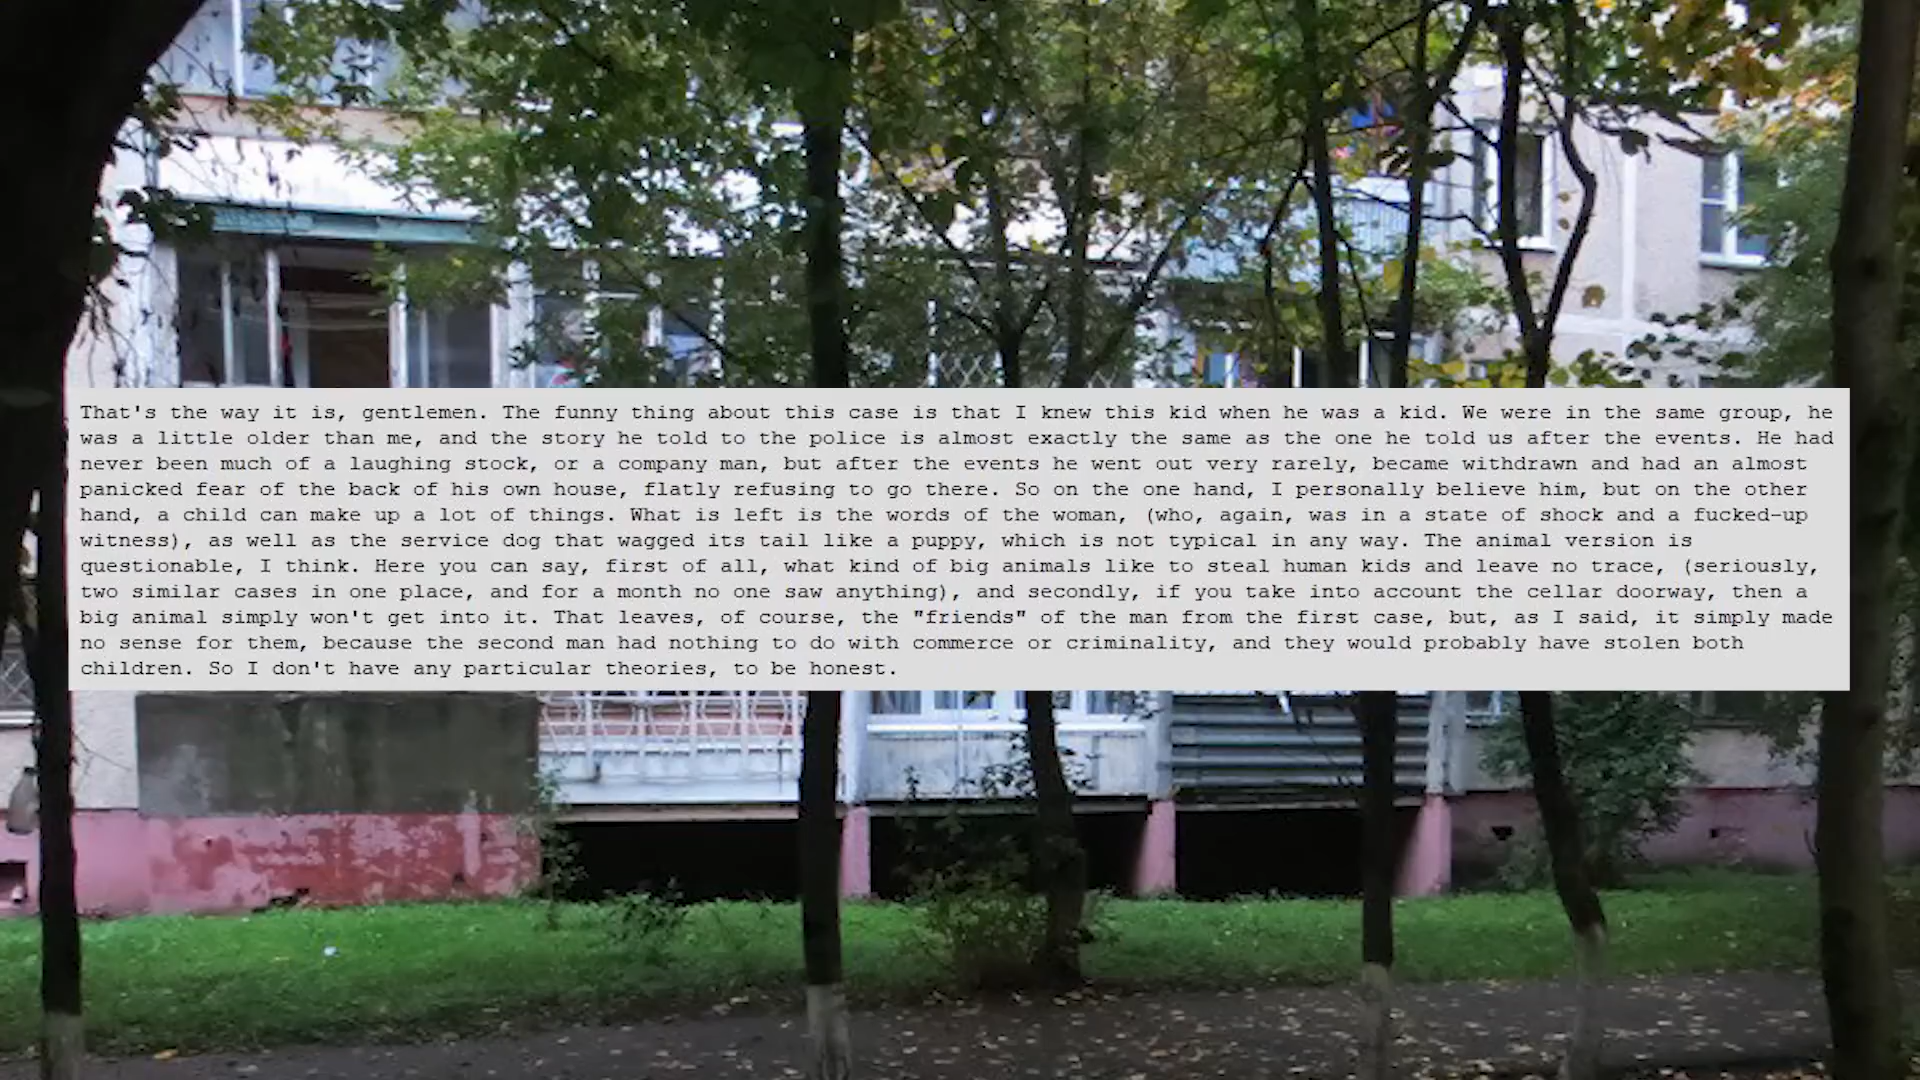 That's the way it is, gentlemen. The funny thing about this case is that I knew this kid when he was a kid. We were in the same group, he
was a little older than me, and the story he told to the police is almost exactly the same as the one he told us after the events. He had
never been much of a laughing stock, or a company man, but after the events he went out very rarely, became withdrawn and had an almost
panicked fear of the back of his own house, flatly refusing to go there. So on the one hand, I personally believe him, but on the other
hand, a child can make up a lot of things. What is left is the words of the woman, (who, again, was in a state of shock and a fucked-up
witness), as well as the service dog that wagged its tail like a puppy, which is not typical in any way. The animal version is
questionable, I think. Here you can say, first of all, what kind of big animals like to steal human kids and leave no trace, (seriously,
two similar cases in one place, and for a month no one saw anything), and secondly, if you take into account the cellar doorway, then a
big animal simply won't get into it. That leaves, of course, the "friends" of the man from the first case, but, as I said, it simply made
no sense for them, because the second man had nothing to do with commerce or criminality, and they would probably have stolen both
children. So I don't have any particular theories, to be honest.